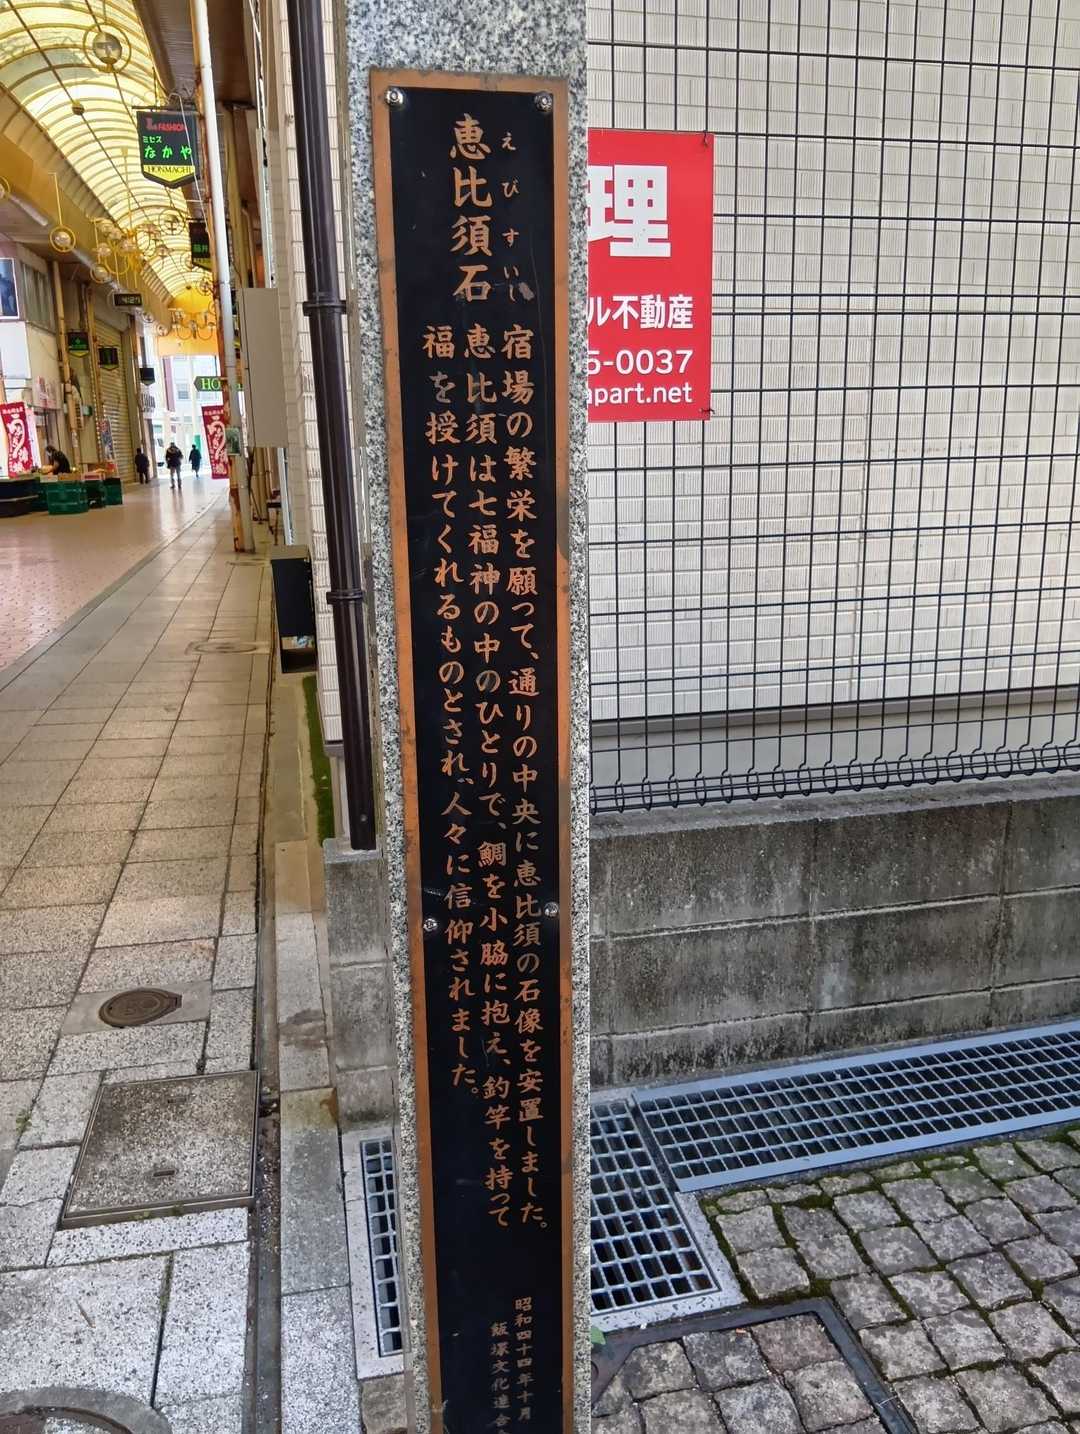 恵比須石
えびすいし
宿場の繁栄を願って、通りの中央に恵比須の石像を安置しました。
恵比須は七福神の中のひとりで、鯛を小脇に抱え、釣竿を持って
福を授けてくれるものとされ、人々に信仰されました。
昭和四十四年十月
飯塚文化連合
FASHION
ミセス
なかや
HONMACHI
HO
理
ル不動産
5-0037
apart.net